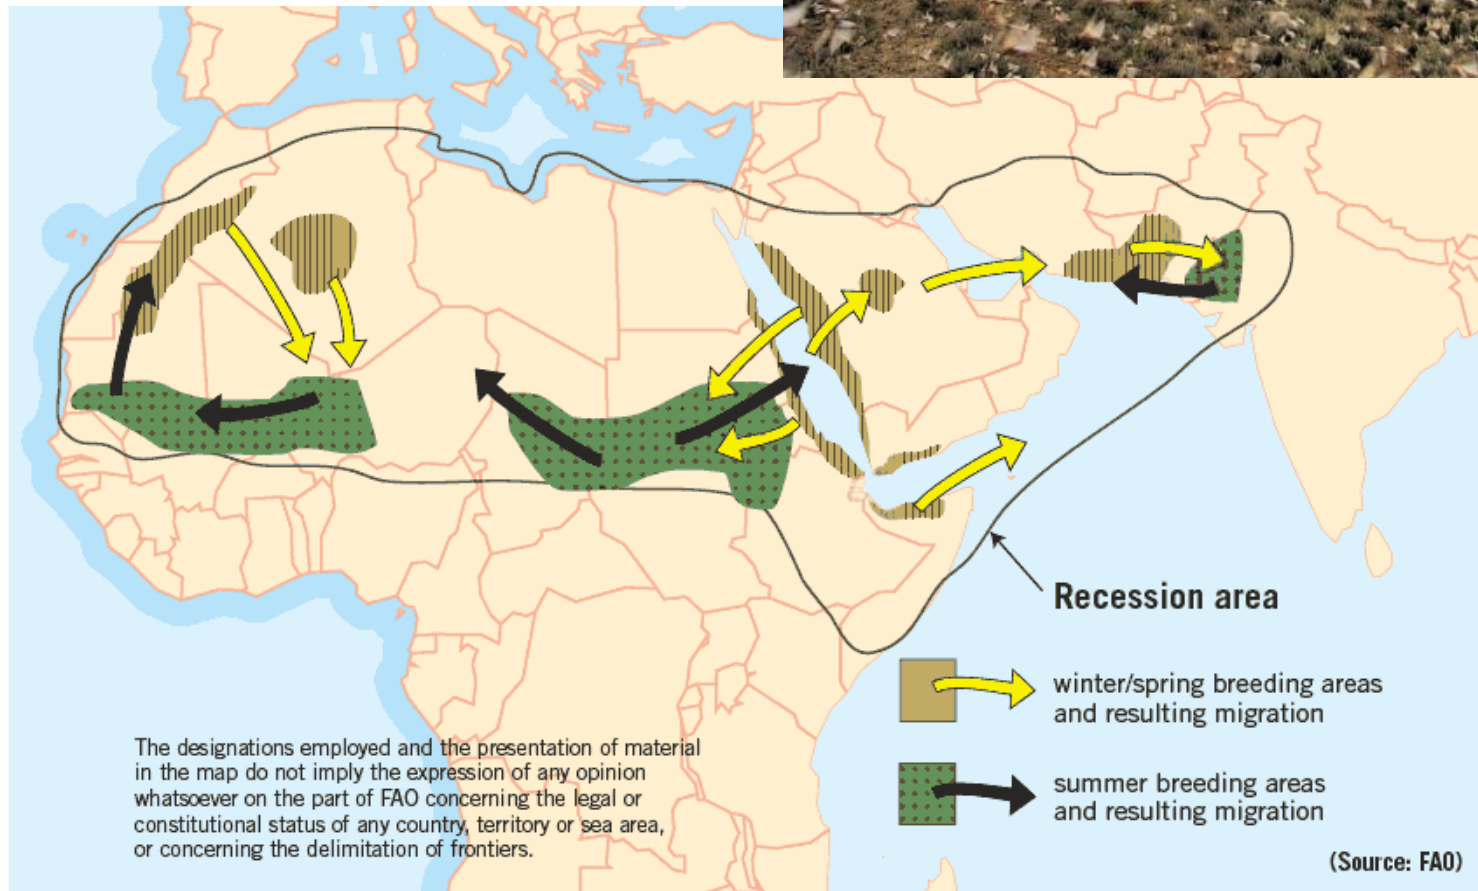 Recession area
winter/spring breeding areas
and resulting migration
summer breeding areas
and resulting migration
The designations employed and the presentation of material
in the map do not imply the expression of any opinion
whatsoever on the part of FAO concerning the legal or
constitutional status of any country, territory or sea area,
or concerning the delimitation of frontiers.
(Source: FAO)